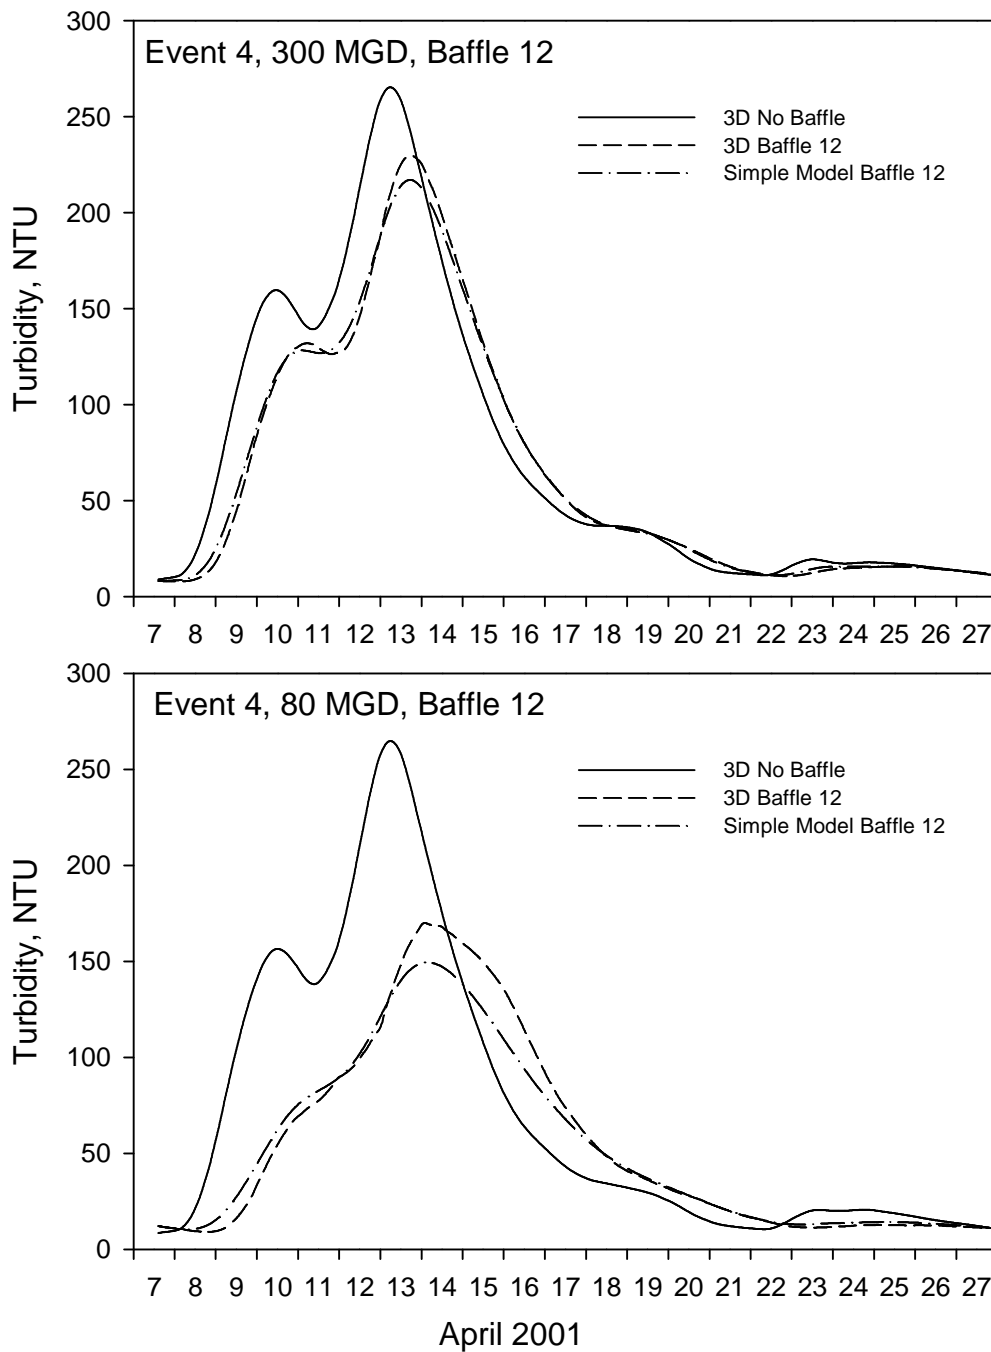 300
Event 4, 300 MGD, Baffle 12
250
3D No Baffle
3D Baffle 12
Simple Model Baffle 12
200
Turbidity, NTU
150
100
50
0
7 8 9 10 11 12 13 14 15 16 17 18 19 20 21 22 23 24 25 26 27
300
Event 4, 80 MGD, Baffle 12
250
3D No Baffle
3D Baffle 12
Simple Model Baffle 12
200
Turbidity, NTU
150
100
50
0
7 8 9 10 11 12 13 14 15 16 17 18 19 20 21 22 23 24 25 26 27
April 2001